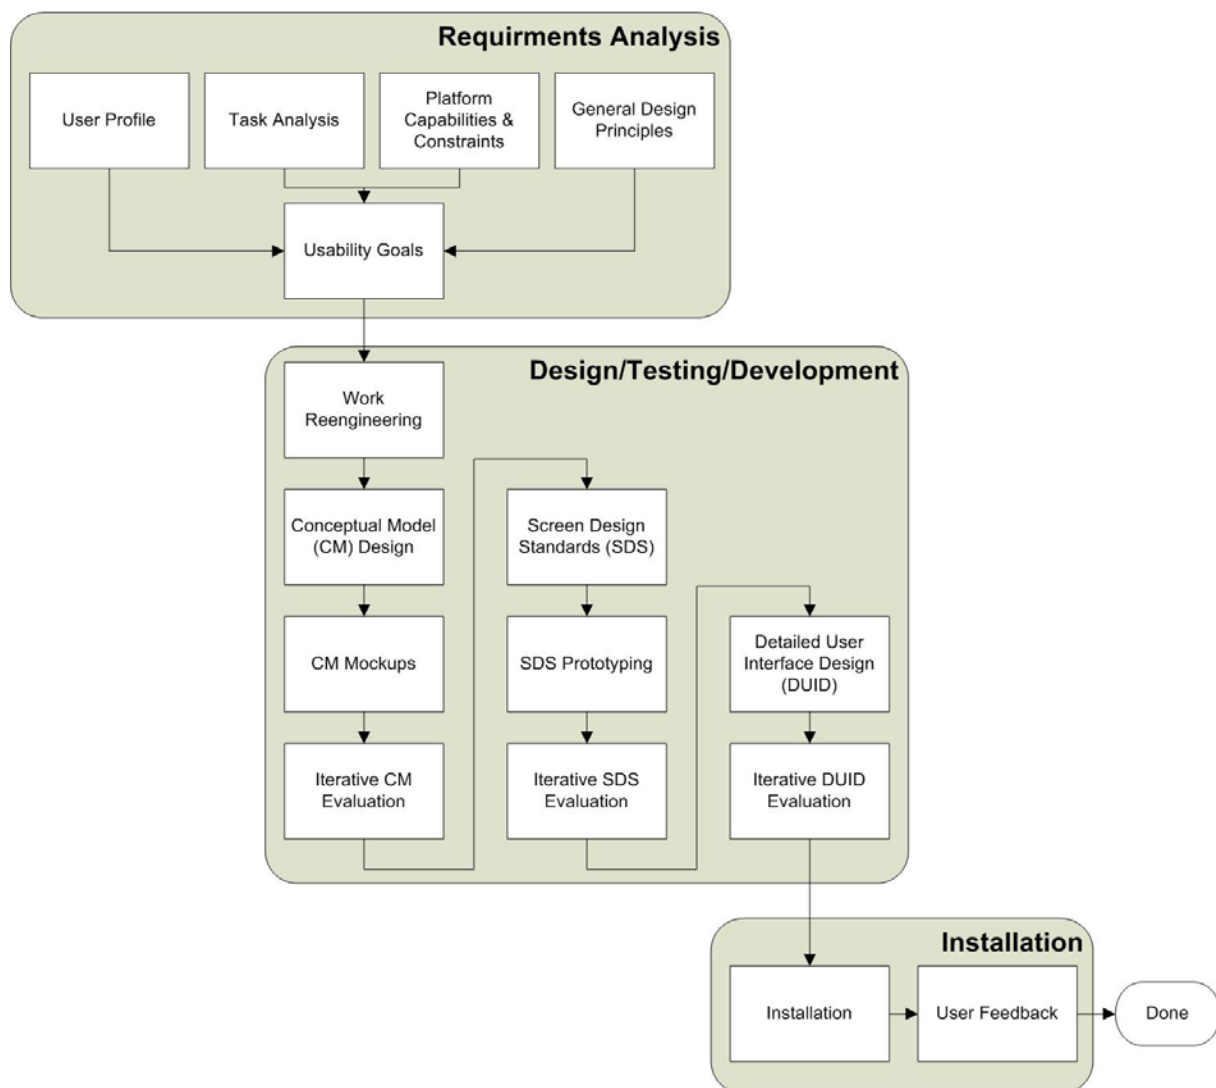 Requirments Analysis
User Profile
Task Analysis
Platform
Capabilities &
Constraints
General Design
Principles
Usability Goals
Design/Testing/Development
Work
Reengineering
Conceptual Model
(CM) Design
Screen Design
Standards (SDS)
CM Mockups
SDS Prototyping
Detailed User
Interface Design
(DUID)
Iterative CM
Evaluation
Iterative SDS
Evaluation
Iterative DUID
Evaluation
Installation
Installation
User Feedback
Done